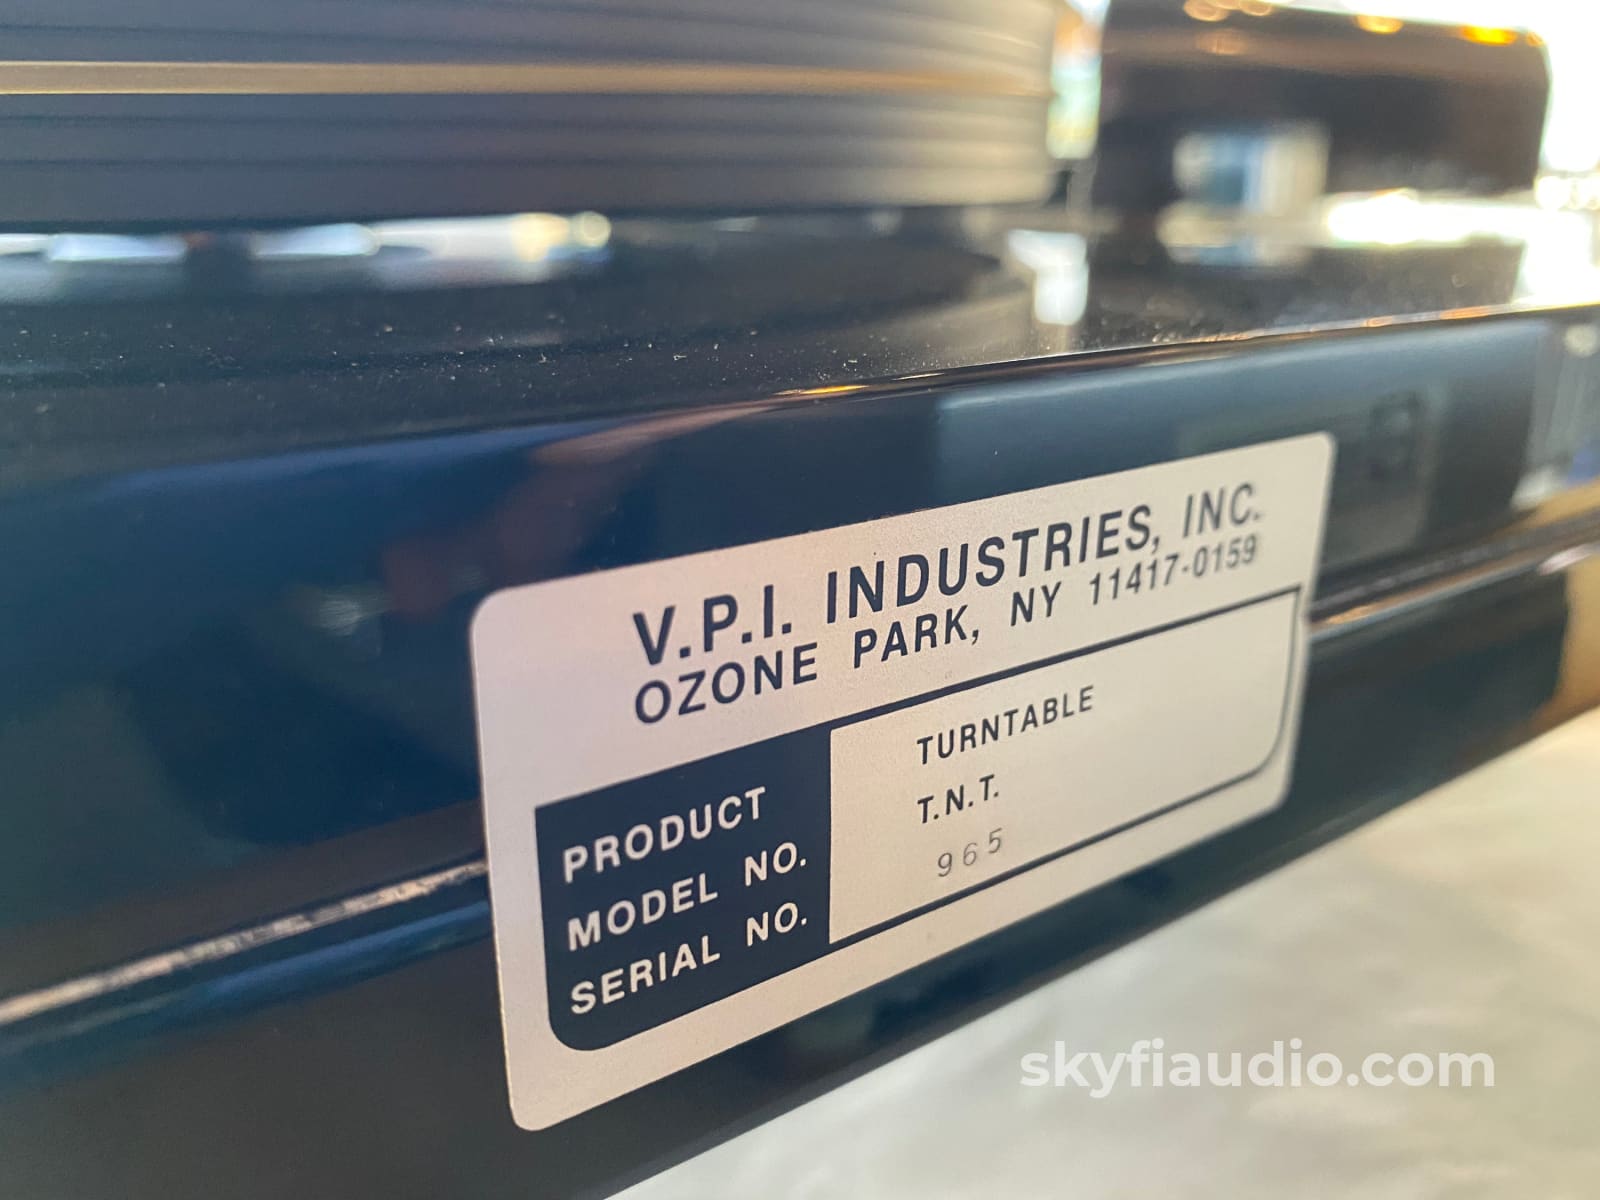 V.P.I. INDUSTRIES, INC.
OZONE PARK, NY 11417-0159
PRODUCT TURNTABLE
MODEL NO. T.N.T.
SERIAL NO. 965
skyfiaudio.com